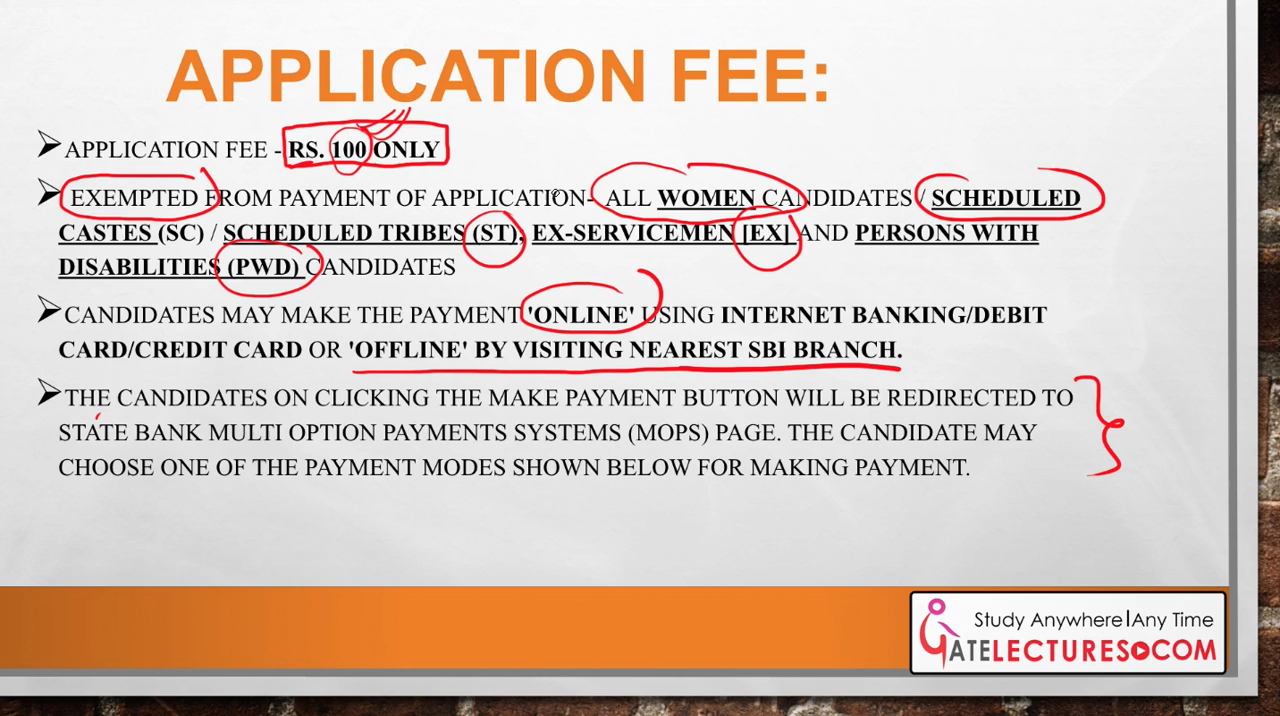 APPLICATION FEE:
APPLICATION FEE - RS. 100 ONLY
EXEMPTED FROM PAYMENT OF APPLICATION- ALL WOMEN CANDIDATES / SCHEDULED
CASTES (SC) / SCHEDULED TRIBES (ST), EX-SERVICEMEN [EX] AND PERSONS WITH
DISABILITIES (PWD) CANDIDATES
CANDIDATES MAY MAKE THE PAYMENT 'ONLINE' USING INTERNET BANKING/DEBIT
CARD/CREDIT CARD OR 'OFFLINE' BY VISITING NEAREST SBI BRANCH.
THE CANDIDATES ON CLICKING THE MAKE PAYMENT BUTTON WILL BE REDIRECTED TO
STATE BANK MULTI OPTION PAYMENTS SYSTEMS (MOPS) PAGE. THE CANDIDATE MAY
CHOOSE ONE OF THE PAYMENT MODES SHOWN BELOW FOR MAKING PAYMENT.
Study Anywhere|Any Time
GATELECTURES.COM